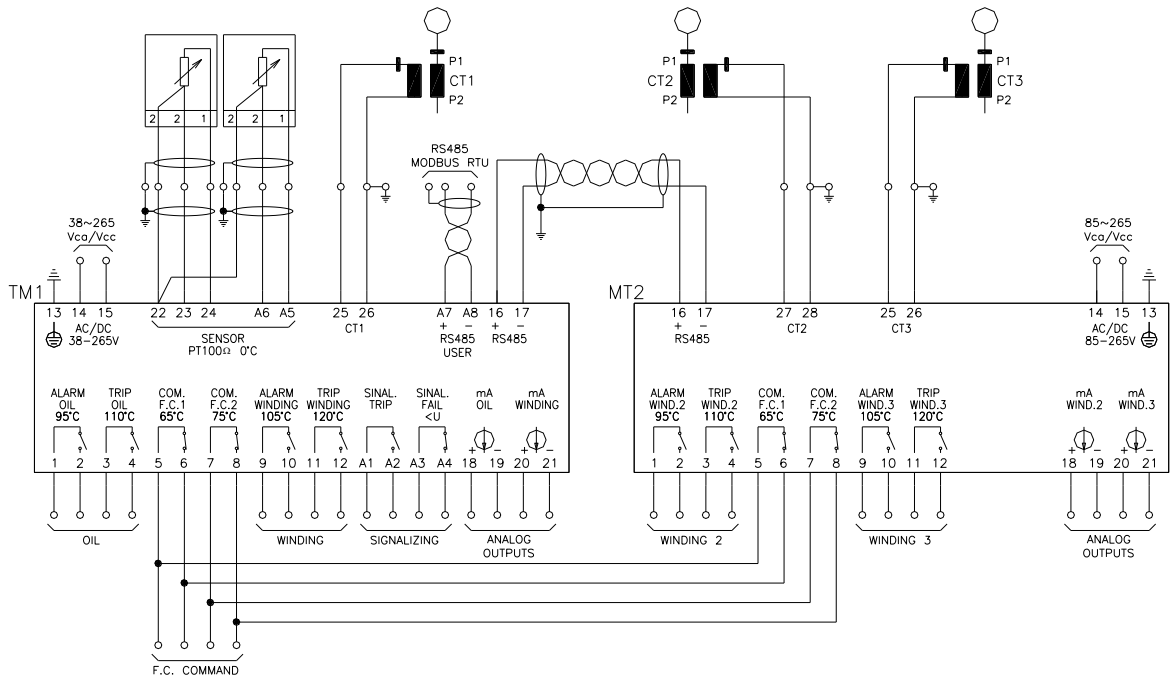 P1
CT1
P2
P1
CT2
P2
P1
CT3
P2
2 2 1
2 2 1
RS485
MODBUS RTU
38~265
Vca/Vcc
85~265
Vca/Vcc
TM1
13 14 15 22 23 24 A6 A5 25 26 A7 A8 16 17
AC/DC
38-265V
SENSOR
PT100Ω 0°C
CT1
+ -
RS485
USER
+ -
RS485
ALARM
OIL
95°C
TRIP
OIL
110°C
COM.
F.C.1
65°C
COM.
F.C.2
75°C
ALARM
WINDING
105°C
TRIP
WINDING
120°C
SINAL.
TRIP
SINAL.
FAIL
<U
mA
OIL
mA
WINDING
+ -
+ -
1 2 3 4 5 6 7 8 9 10 11 12 A1 A2 A3 A4 18 19 20 21
OIL
WINDING
SIGNALIZING
ANALOG
OUTPUTS
F.C. COMMAND
MT2
16 17 27 28 25 26 14 15 13
+ -
RS485
CT2
CT3
AC/DC
85-265V
ALARM
WIND.2
95°C
TRIP
WIND.2
110°C
COM.
F.C.1
65°C
COM.
F.C.2
75°C
ALARM
WIND.3
105°C
TRIP
WIND.3
120°C
mA
WIND.2
mA
WIND.3
+ -
+ -
1 2 3 4 5 6 7 8 9 10 11 12 18 19 20 21
WINDING 2
WINDING 3
ANALOG
OUTPUTS